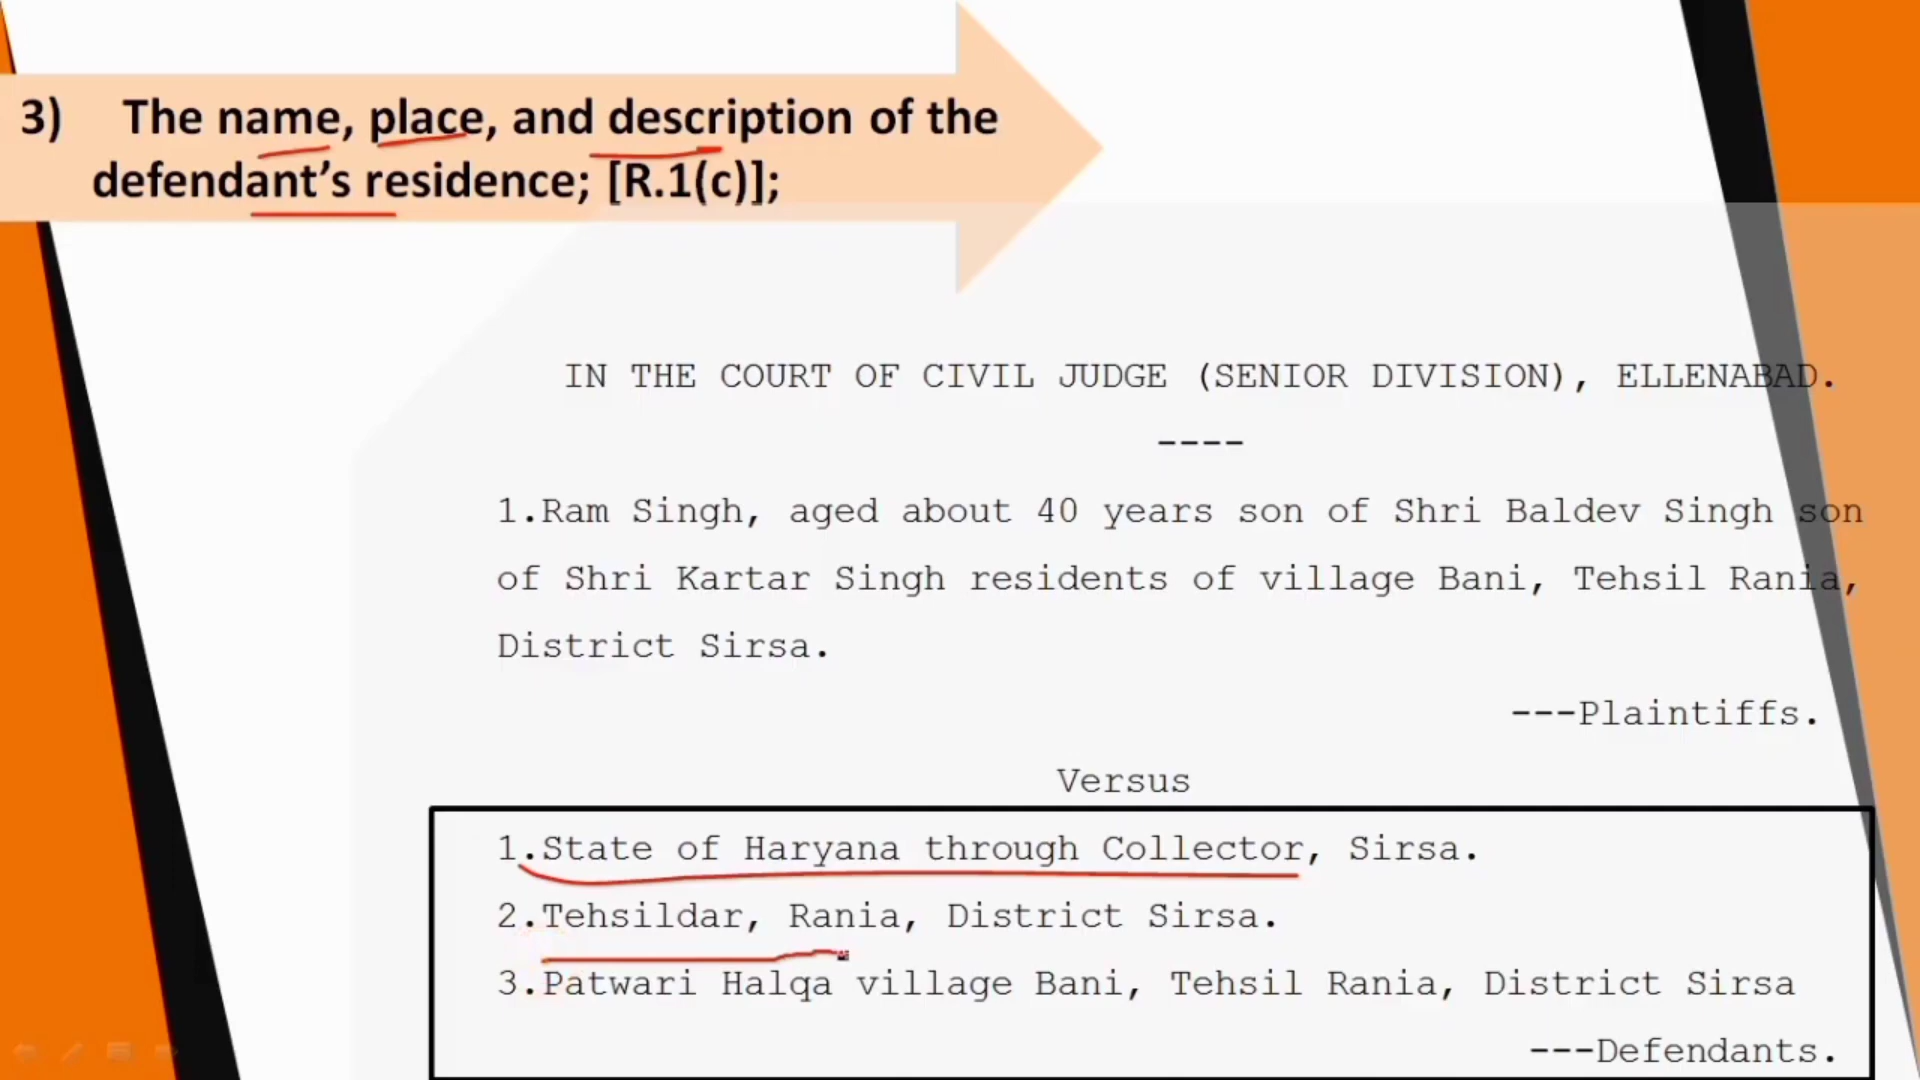 3) The name, place, and description of the
defendant’s residence; [R.1(c)];
IN THE COURT OF CIVIL JUDGE (SENIOR DIVISION), ELLENABAD.
----
1.Ram Singh, aged about 40 years son of Shri Baldev Singh son
of Shri Kartar Singh residents of village Bani, Tehsil Rania,
District Sirsa.
---Plaintiffs.
Versus
1.State of Haryana through Collector, Sirsa.
2.Tehsildar, Rania, District Sirsa.
3.Patwari Halqa village Bani, Tehsil Rania, District Sirsa
---Defendants.